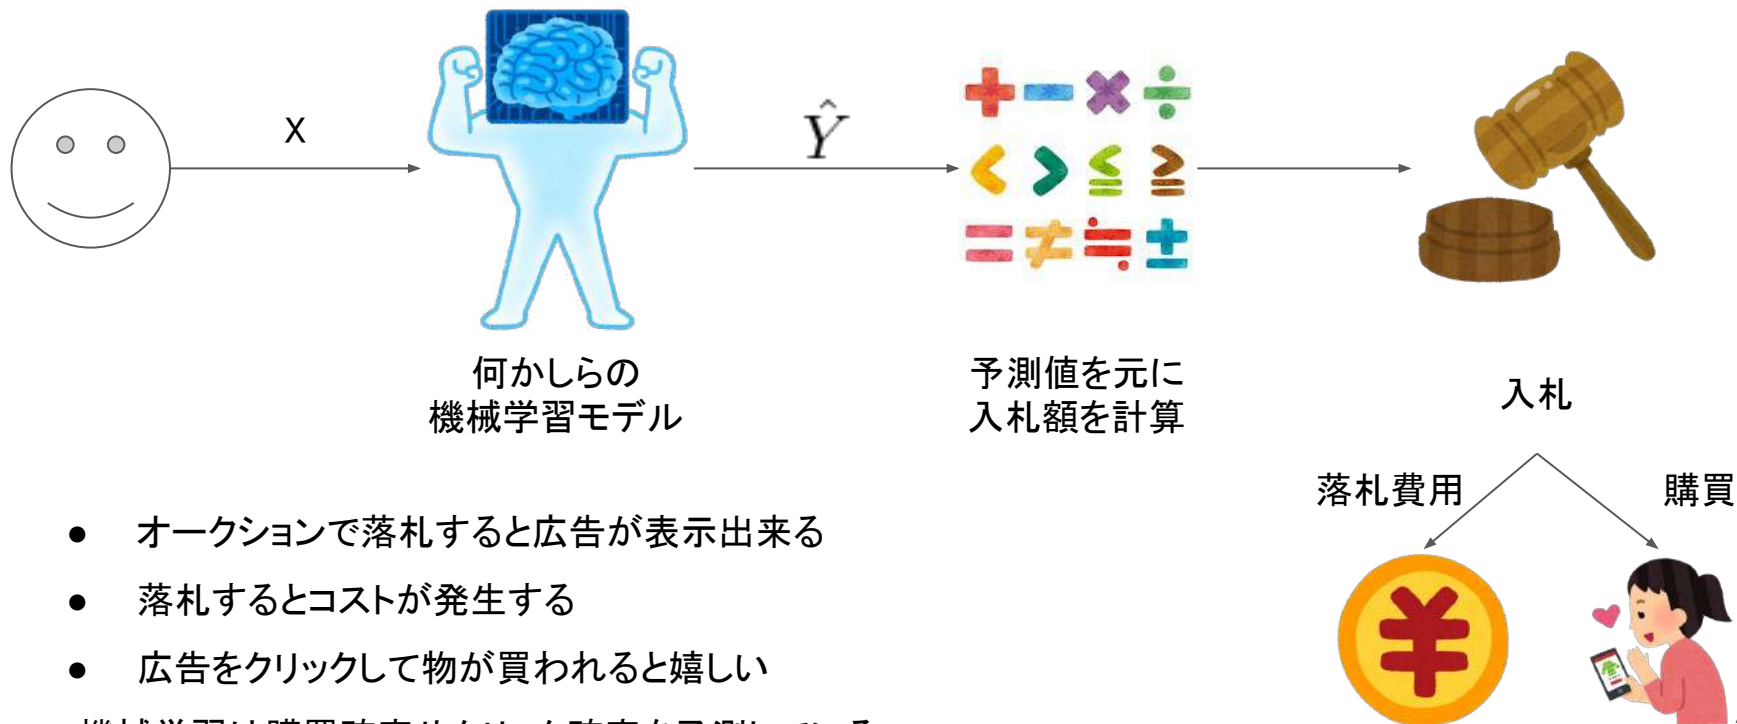 X
Ŷ
何かしらの
機械学習モデル
予測値を元に
入札額を計算
入札
落札費用
購買
● オークションで落札すると広告が表示出来る
● 落札するとコストが発生する
● 広告をクリックして物が買われると嬉しい
¥